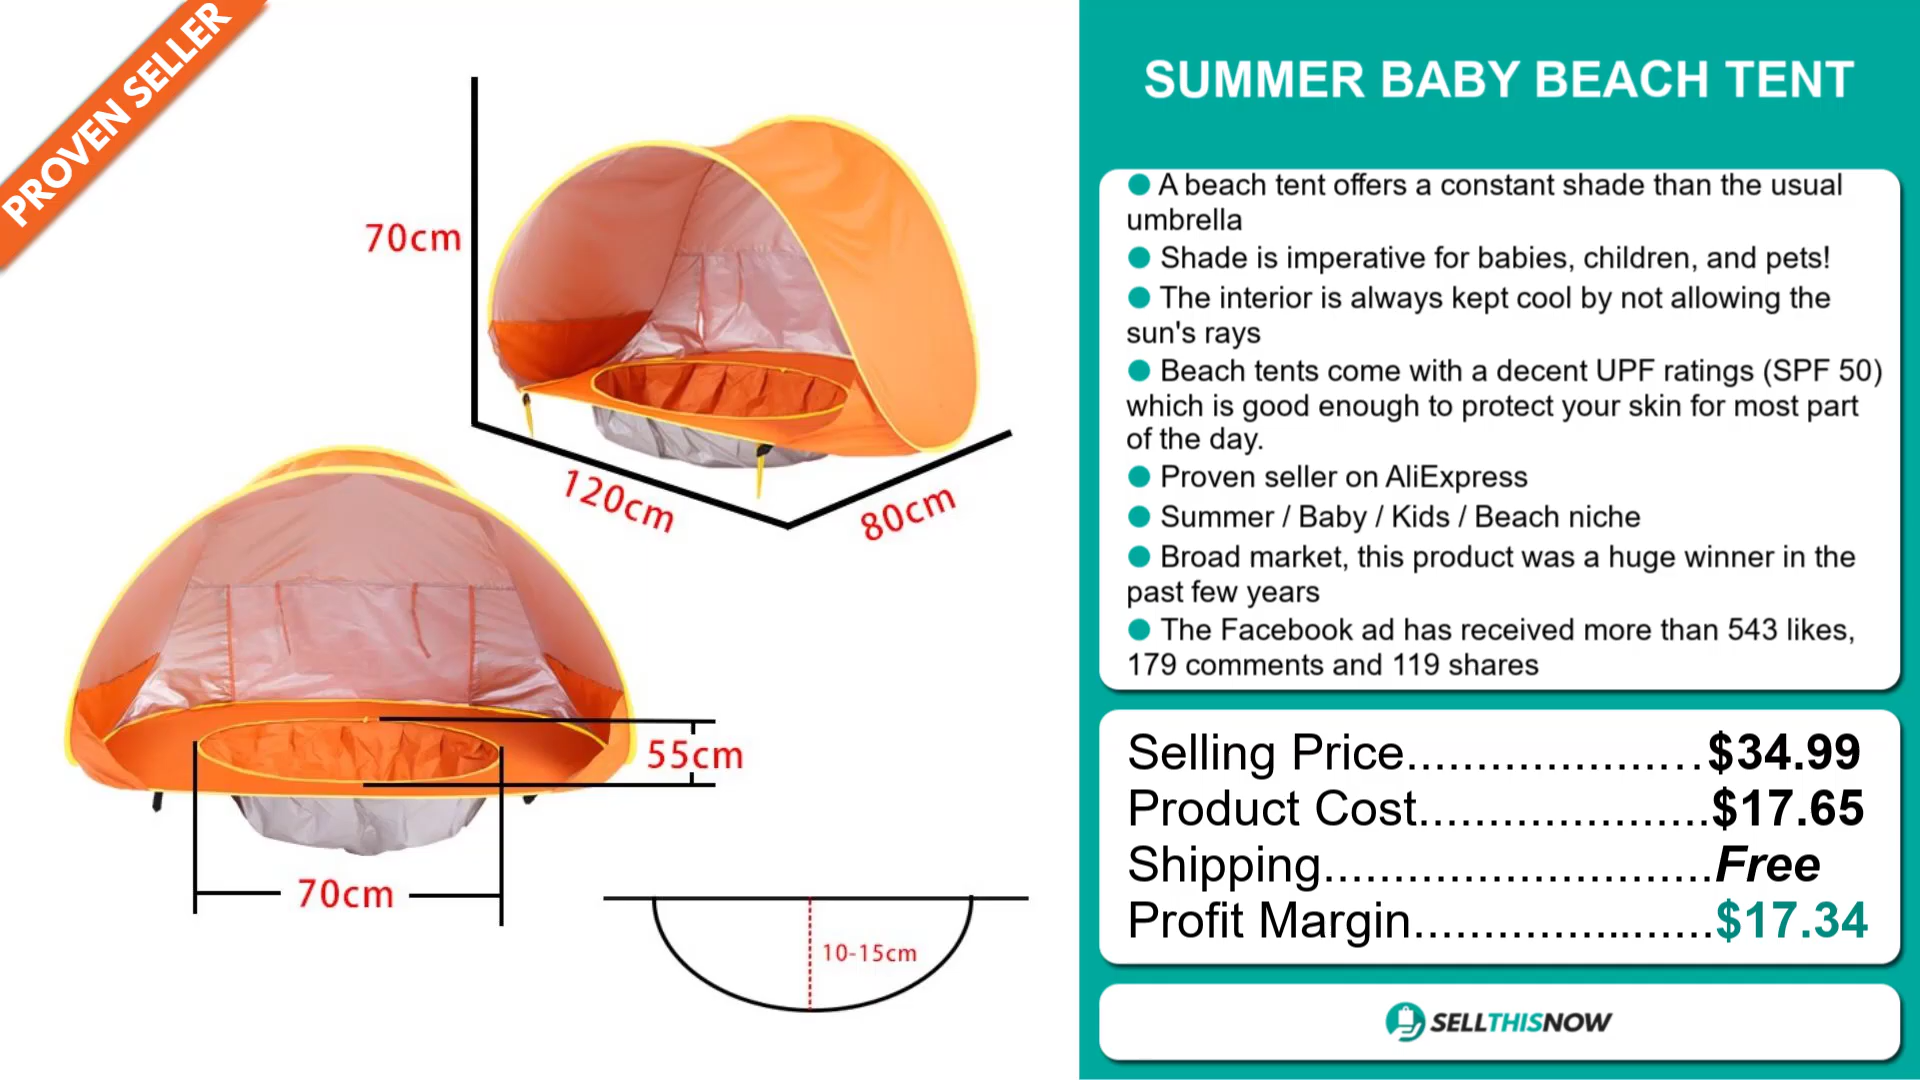 PROVEN SELLER
70cm
120cm
80cm
55cm
70cm
10-15cm
SUMMER BABY BEACH TENT
● A beach tent offers a constant shade than the usual
umbrella
● Shade is imperative for babies, children, and pets!
● The interior is always kept cool by not allowing the
sun's rays
● Beach tents come with a decent UPF ratings (SPF 50)
which is good enough to protect your skin for most part
of the day.
● Proven seller on AliExpress
● Summer / Baby / Kids / Beach niche
● Broad market, this product was a huge winner in the
past few years
● The Facebook ad has received more than 543 likes,
179 comments and 119 shares
Selling Price.....................$34.99
Product Cost.....................$17.65
Shipping............................Free
Profit Margin......................$17.34
SELLTHISNOW